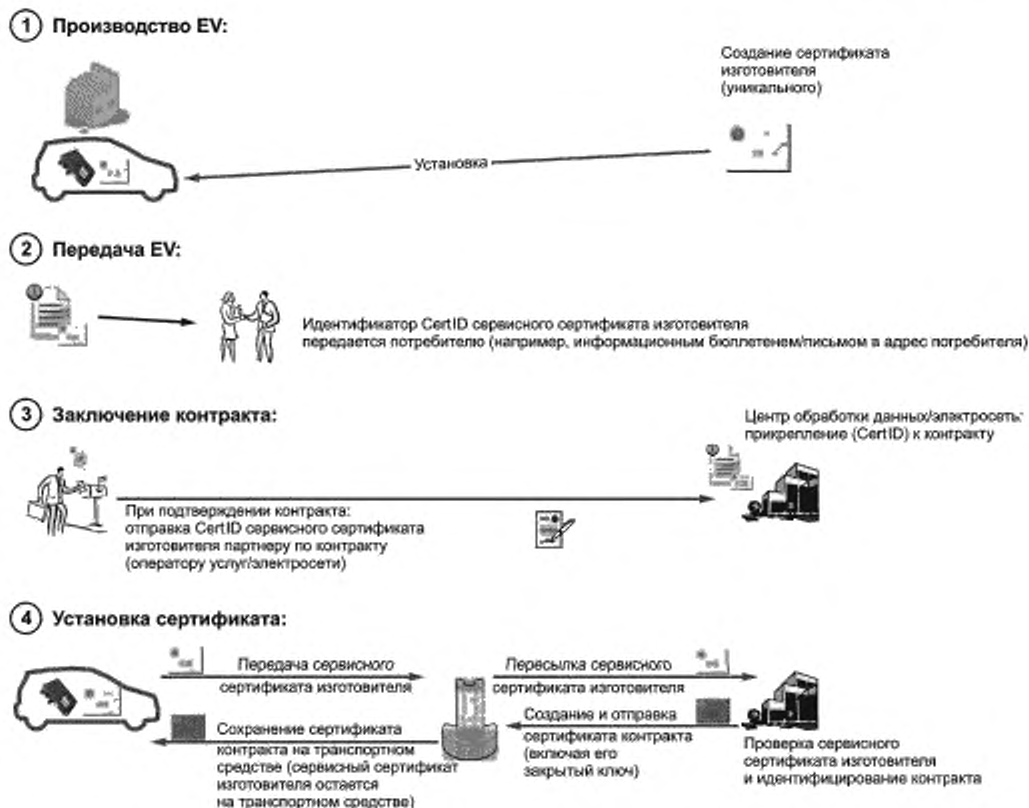 1 Производство EV:
Создание сертификата
изготовителя
(уникального)
Установка
2 Передача EV:
Идентификатор CertID сервисного сертификата изготовителя
передается потребителю (например, информационным бюллетенем/письмом в адрес потребителя)
3 Заключение контракта:
Центр обработки данных/электросеть:
прикрепление (CertID) к контракту
При подтверждении контракта:
отправка CertID сервисного сертификата
изготовителя партнеру по контракту
(оператору услуг/электросети)
4 Установка сертификата:
Передача сервисного
сертификата изготовителя
Пересылка сервисного
сертификата изготовителя
Сохранение сертификата
контракта на транспортном
средстве (сервисный сертификат
изготовителя остается
на транспортном средстве)
Создание и отправка
сертификата контракта
(включая его
закрытый ключ)
Проверка сервисного
сертификата изготовителя
и идентифицирование контракта